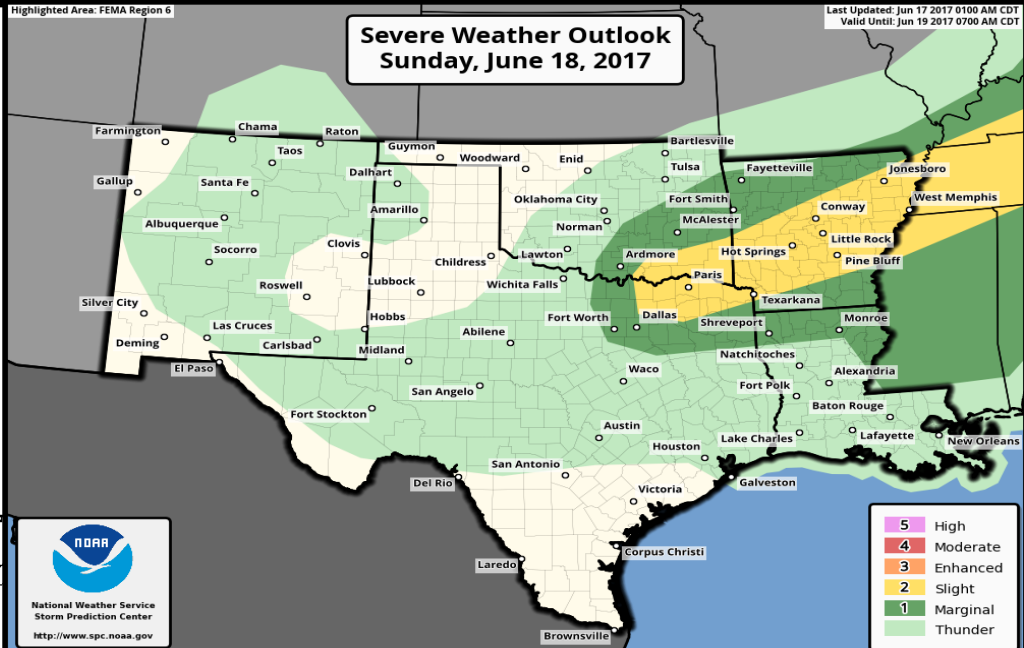 Highlighted Area: FEMA Region 6
Last Updated: Jun 17 2017 0100 AM CDT
Valid Until: Jun 19 2017 0700 AM CDT
Severe Weather Outlook
Sunday, June 18, 2017
Farmington
Chama
Raton
Taos
Guymon
Woodward
Enid
Bartlesville
Tulsa
Fayetteville
Jonesboro
Gallup
Santa Fe
Dalhart
Amarillo
Oklahoma City
Fort Smith
West Memphis
Albuquerque
Norman
McAlester
Conway
Socorro
Clovis
Childress
Lawton
Ardmore
Hot Springs
Little Rock
Pine Bluff
Roswell
Lubbock
Wichita Falls
Paris
Silver City
Hobbs
Texarkana
Las Cruces
Abilene
Fort Worth
Dallas
Shreveport
Monroe
Deming
Carlsbad
Midland
Natchitoches
El Paso
Waco
Alexandria
San Angelo
Fort Polk
Fort Stockton
Baton Rouge
Austin
Houston
Lake Charles
Lafayette
New Orleans
San Antonio
Del Rio
Galveston
Victoria
Corpus Christi
Laredo
Brownsville
NOAA
National Weather Service
Storm Prediction Center
http://www.spc.noaa.gov
5 High
4 Moderate
3 Enhanced
2 Slight
1 Marginal
Thunder